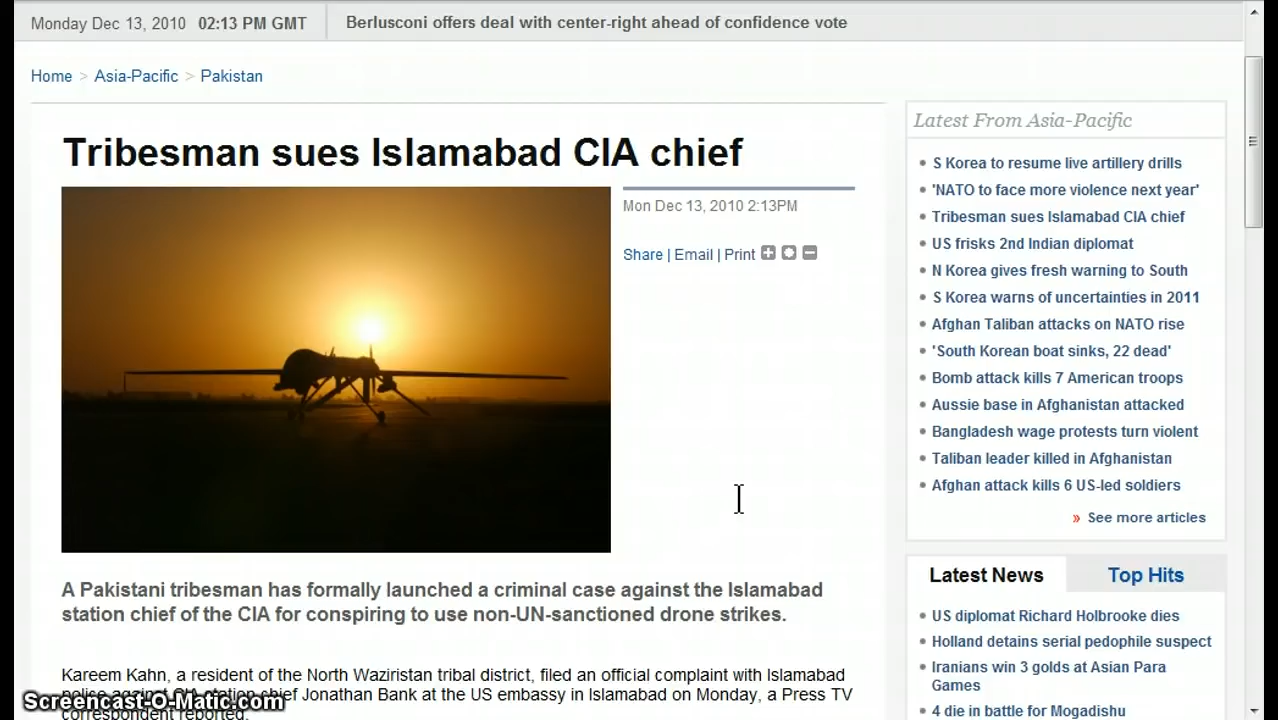 Monday Dec 13, 2010 02:13 PM GMT
Berlusconi offers deal with center-right ahead of confidence vote
Home > Asia-Pacific > Pakistan
Tribesman sues Islamabad CIA chief
Mon Dec 13, 2010 2:13PM
Share | Email | Print
A Pakistani tribesman has formally launched a criminal case against the Islamabad
station chief of the CIA for conspiring to use non-UN-sanctioned drone strikes.
Kareem Kahn, a resident of the North Waziristan tribal district, filed an official complaint with Islamabad
police against CIA station chief Jonathan Bank at the US embassy in Islamabad on Monday, a Press TV
correspondent reported.
Screencast-O-Matic.com
Latest From Asia-Pacific
S Korea to resume live artillery drills
'NATO to face more violence next year'
Tribesman sues Islamabad CIA chief
US frisks 2nd Indian diplomat
N Korea gives fresh warning to South
S Korea warns of uncertainties in 2011
Afghan Taliban attacks on NATO rise
'South Korean boat sinks, 22 dead'
Bomb attack kills 7 American troops
Aussie base in Afghanistan attacked
Bangladesh wage protests turn violent
Taliban leader killed in Afghanistan
Afghan attack kills 6 US-led soldiers
» See more articles
Latest News
Top Hits
US diplomat Richard Holbrooke dies
Holland detains serial pedophile suspect
Iranians win 3 golds at Asian Para
Games
4 die in battle for Mogadishu